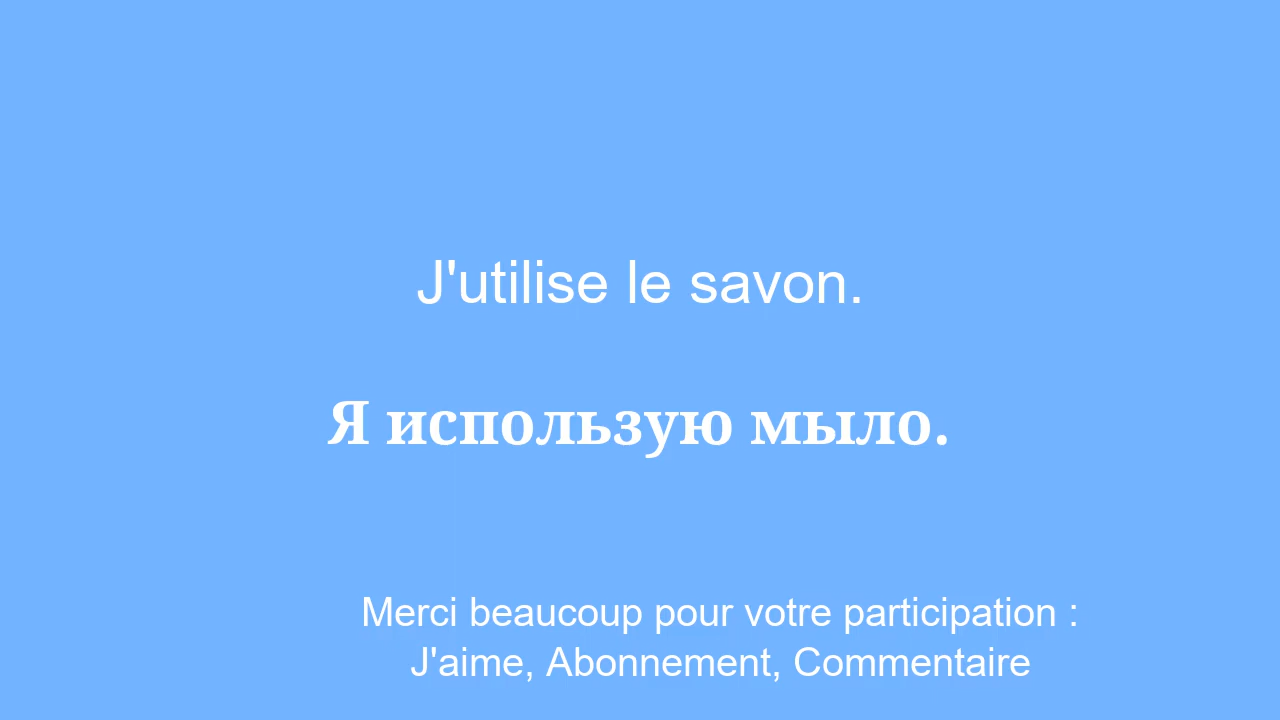 J'utilise le savon.
Я использую мыло.
Merci beaucoup pour votre participation :
J'aime, Abonnement, Commentaire